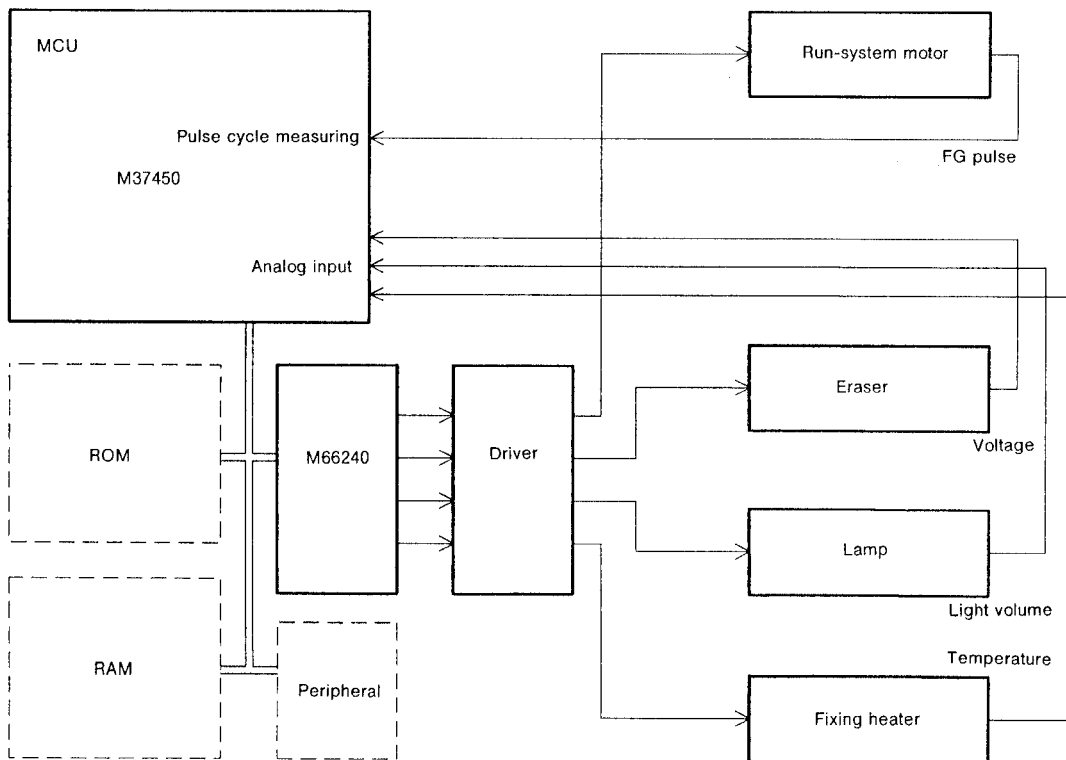 MCU
Run-system motor
Pulse cycle measuring
FG pulse
M37450
Analog input
Eraser
ROM
M66240
Driver
Voltage
Lamp
Light volume
RAM
Temperature
Peripheral
Fixing heater